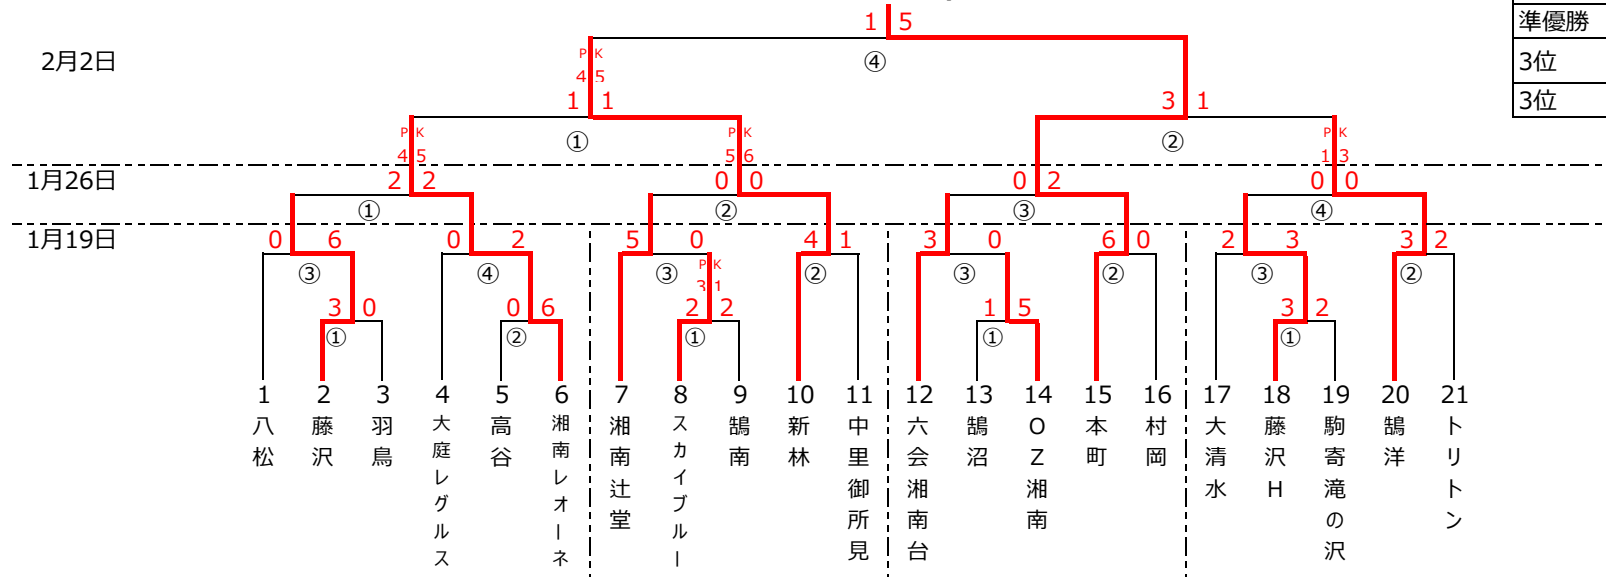 1 5
準優勝
2月2日
P K
④
3位
4 5
1 1
3 1
3位
P K
①
P K
②
P K
4 5
5 6
1 3
1月26日
2 2
0 0
0 2
0 0
①
②
③
④
1月19日
0 6
0 2
5 0
4 1
3 0
6 0
2 3
3 2
③
④
③
P K
②
③
②
③
②
3 1
3 0
0 6
2 2
1 5
3 2
①
②
①
①
①
1 2 3 4 5 6 7 8 9 10 11 12 13 14 15 16 17 18 19 20 21
八松
藤沢
羽鳥
大庭レグルス
高谷
湘南レオーネ
湘南辻堂
スカイブルー
鵠南
新林
中里御所見
六会湘南台
鵠沼
OZ湘南
本町
村岡
大清水
藤沢H
駒寄滝の沢
鵠洋
トリトン